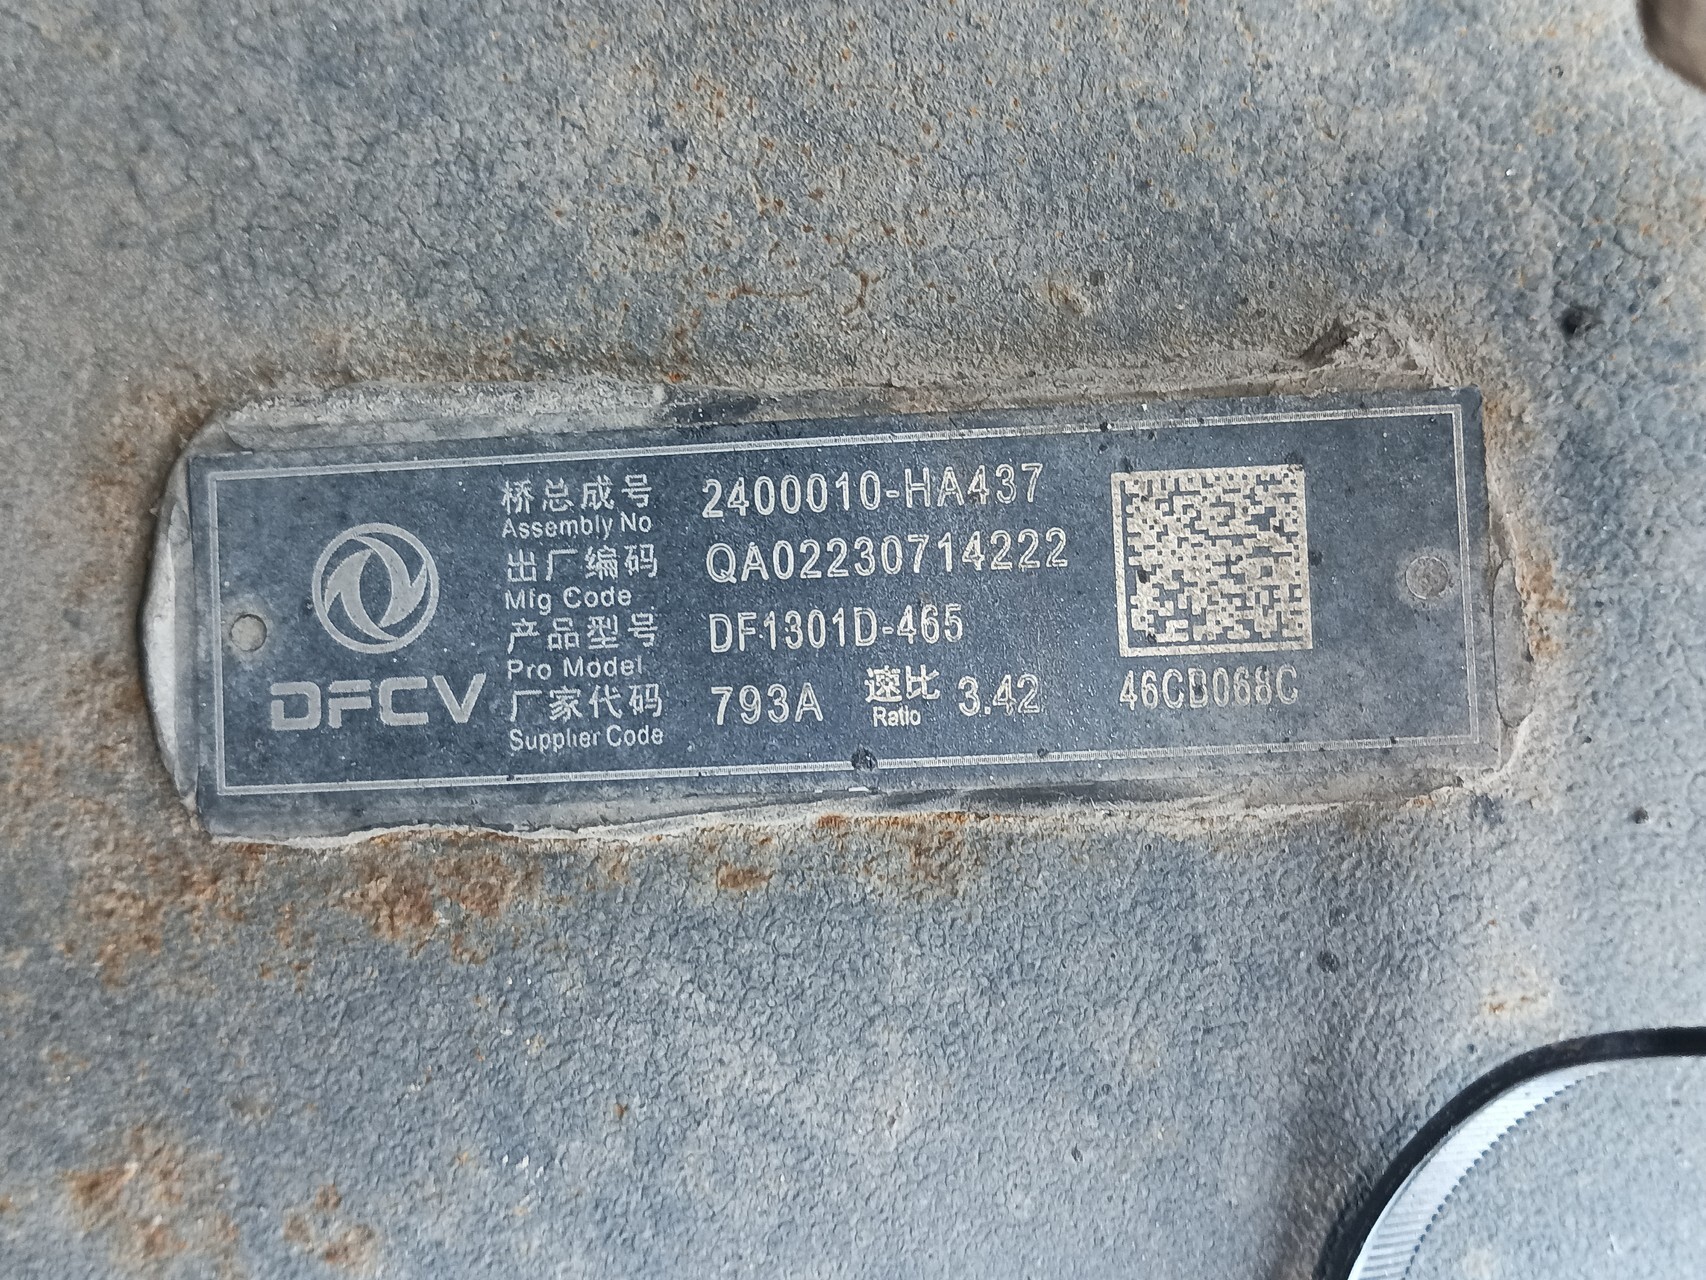 桥总成号 2400010-HA437
Assembly No
出厂编码 QA02230714222
Mfg Code
产品型号 DF1301D-465
Pro Model
厂家代码 793A 速比 3.42
Supplier Code Ratio
DFCV
46CB068C